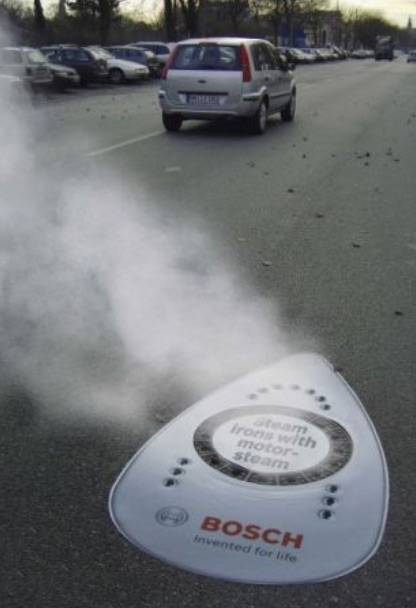 Steam
irons with
motor-
steam
BOSCH
Invented for life